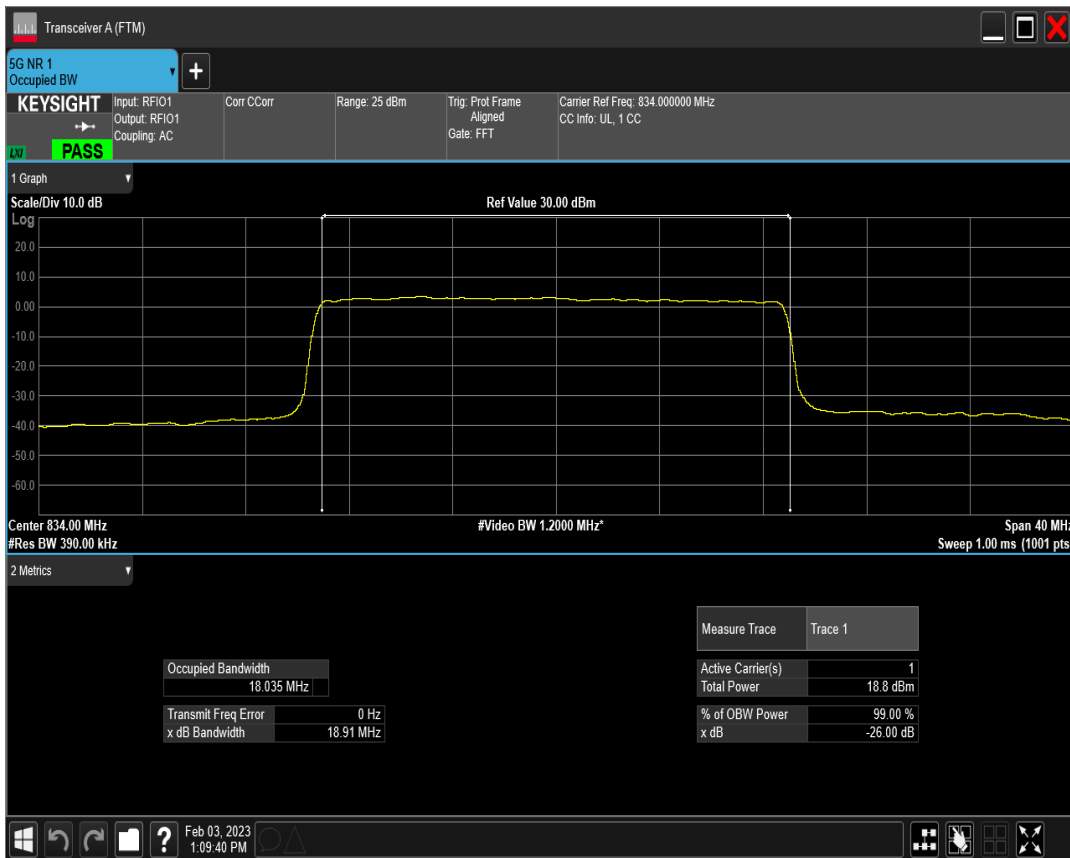 Transceiver A (FTM)
5G NR 1
Occupied BW
+
KEYSIGHT
LXI
PASS
Input: RFIO1
Output: RFIO1
Coupling: AC
Corr CCorr
Range: 25 dBm
Trig: Prot Frame
Aligned
Gate: FFT
Carrier Ref Freq: 834.000000 MHz
CC Info: UL, 1 CC
1 Graph
Scale/Div 10.0 dB
Ref Value 30.00 dBm
Log
20.0
10.0
0.00
-10.0
-20.0
-30.0
-40.0
-50.0
-60.0
Center 834.00 MHz
#Video BW 1.2000 MHz*
Span 40 MHz
#Res BW 390.00 kHz
Sweep 1.00 ms (1001 pts
2 Metrics
Measure Trace Trace 1
Occupied Bandwidth
18.035 MHz
Active Carrier(s) 1
Total Power 18.8 dBm
Transmit Freq Error 0 Hz
x dB Bandwidth 18.91 MHz
% of OBW Power 99.00 %
x dB -26.00 dB
?
Feb 03, 2023
1:09:40 PM